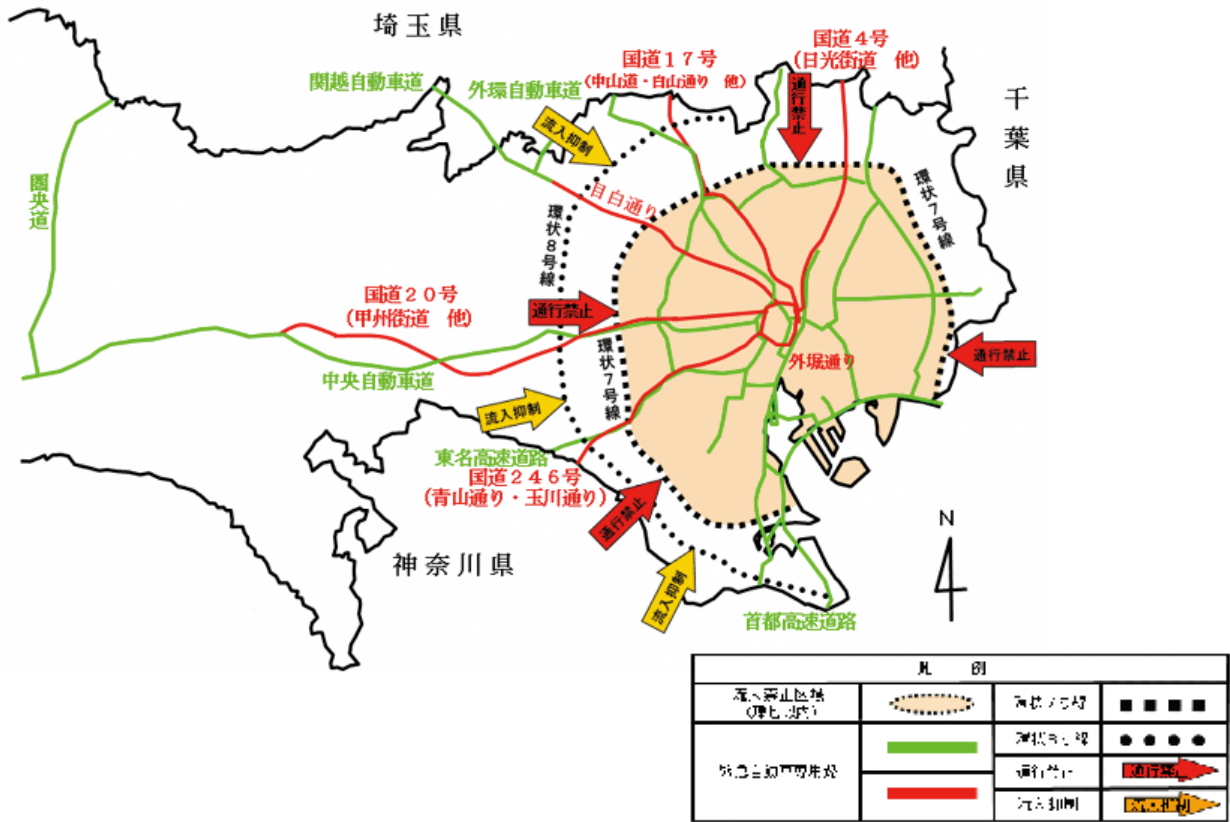 埼玉県
国道4号
(日光街道 他)
国道17号
(中山道・白山通り 他)
関越自動車道
外環自動車道
通行禁止
千葉県
流入抑制
圏央道
目白通り
環状7号線
環状8号線
国道20号
(甲州街道 他)
通行禁止
環状7号線
外堀通り
通行禁止
中央自動車道
流入抑制
東名高速道路
国道246号
(青山通り・玉川通り)
通行禁止
N
神奈川県
流入抑制
首都高速道路
凡 例
通行禁止
流入抑制